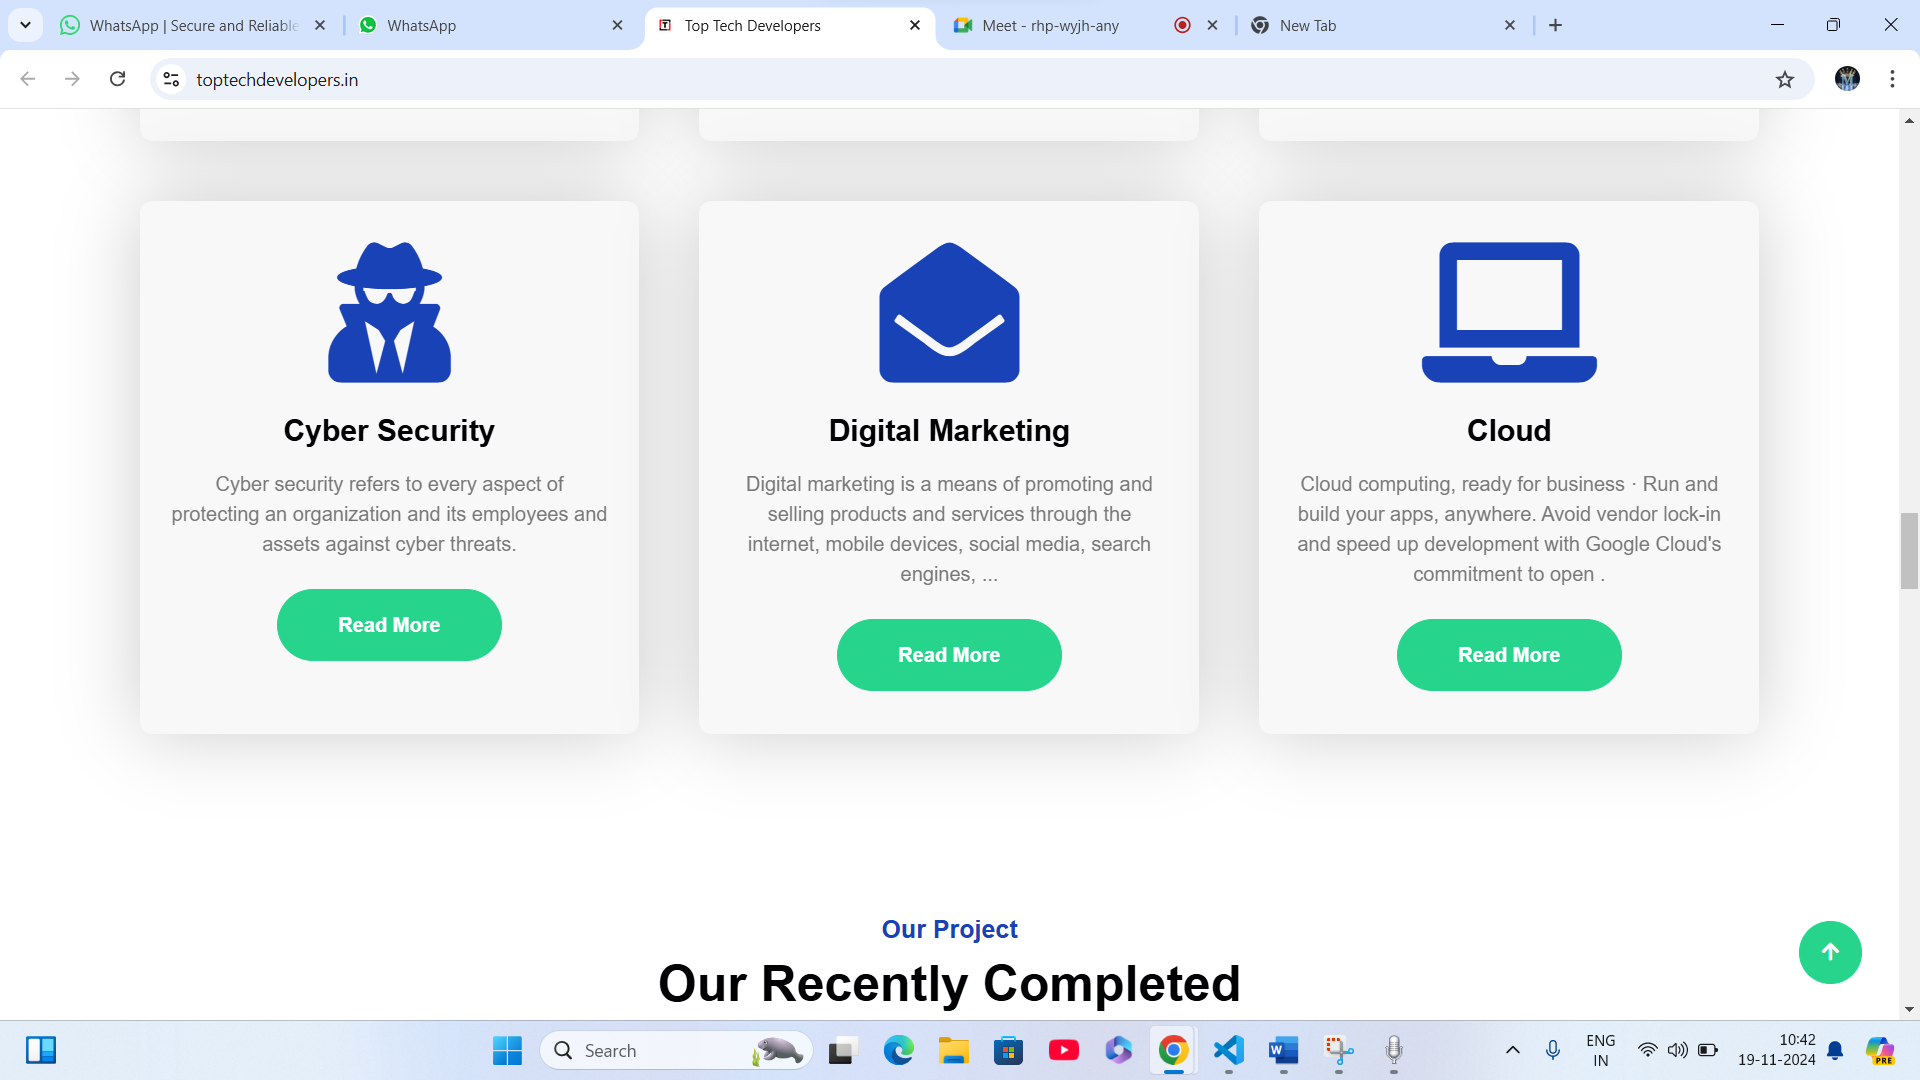 WhatsApp | Secure and Reliable
WhatsApp
Top Tech Developers
Meet - rhp-wyjh-any
New Tab
toptechdevelopers.in
Cyber Security
Cyber security refers to every aspect of
protecting an organization and its employees and
assets against cyber threats.
Read More
Digital Marketing
Digital marketing is a means of promoting and
selling products and services through the
internet, mobile devices, social media, search
engines, ...
Read More
Cloud
Cloud computing, ready for business · Run and
build your apps, anywhere. Avoid vendor lock-in
and speed up development with Google Cloud's
commitment to open .
Read More
Our Project
Our Recently Completed
Search
ENG
IN
10:42
19-11-2024
PRE